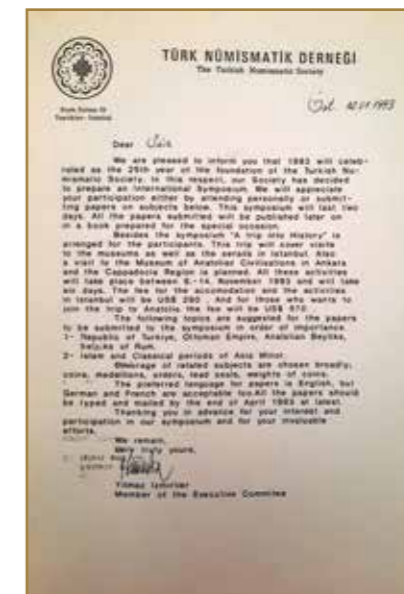 TÜRK NÜMİSMATİK DERNEĞİ
The Turkish Numismatic Society
Dear
We are pleased to inform you that 1993 will celeb-
rated as the 25th year of the foundation of the Turkish Nu-
mismatic Society. In this respect, our Society has decided
to prepare an International Symposium. We will appreciate
your participation either by attending personally or submit-
ting papers on subjects below. This symposium will last two
days. All the papers submitted will be published later on
in a book prepared for the special occasion.
Besides the symposium "A trip into History" is
arranged for the participants. This trip will cover visits
to the museums as well as the serails in Istanbul. Also
a visit to the Museum of Anatolian Civilizations in Ankara
and the Cappadocia Region is planned. All these activities
will take place between 6.-14. November 1993 and will take
six days. The fee for the accomodation and the activities
in Istanbul will be US$ And for those who want to
join the trip to Anatolia the fee will be US$
The following topics are suggested for the papers
to be submitted to the symposium in order of importance.
1- Republic of Turkiye, Ottoman Empire, Anatolian Beyliks,
of Rum.
2- Islam and Classical periods of Asia Minor.
of related subjects are chosen broadly;
coins, medallions, orders, lead seals, weights of coins.
The preferred language for papers is English, but
German and French are acceptable too.All the papers should
be typed and mailed by the end of April 1993 at latest.
Thanking you in advance for your interest and
participation in our symposium and for your invaluable
efforts.
We remain,
Very truly yours,
Yılmaz İzmirlier
Member of the Executive Commitee